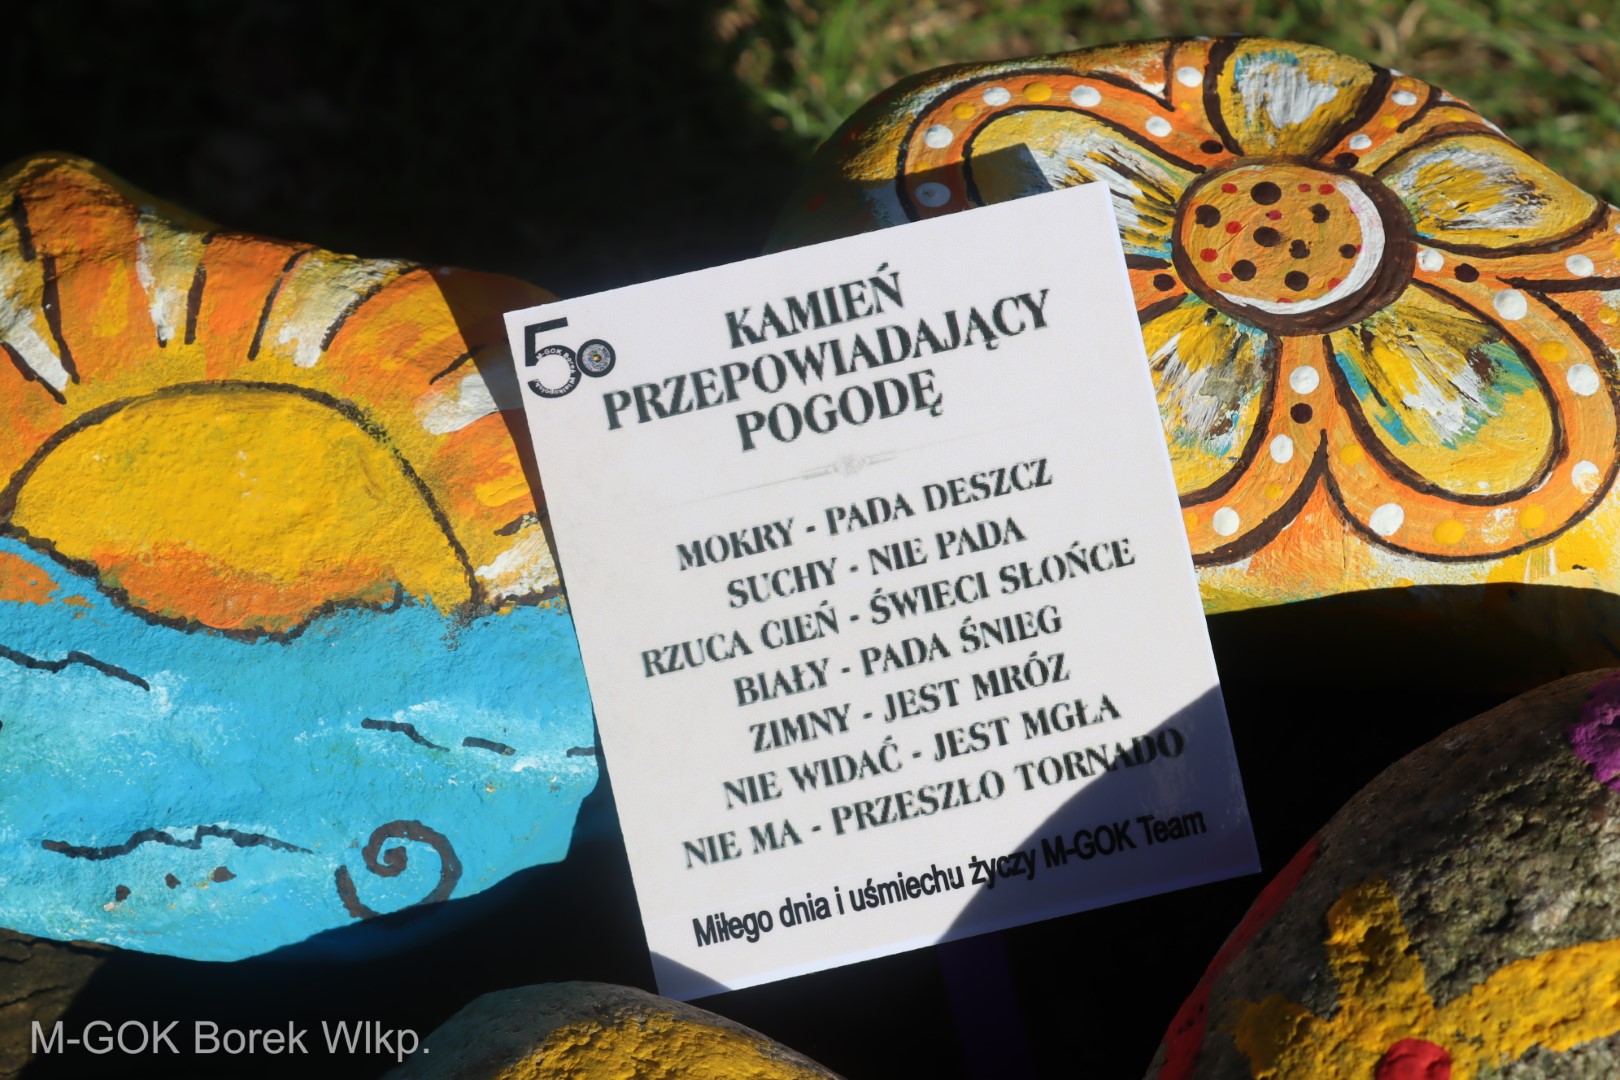 50
KAMIEŃ
PRZEPOWIADAJĄCY
POGODĘ
MOKRY - PADA DESZCZ
SUCHY - NIE PADA
RZUCA CIEŃ - ŚWIECI SŁOŃCE
BIAŁY - PADA ŚNIEG
ZIMNY - JEST MRÓZ
NIE WIDAĆ - JEST MGŁA
NIE MA - PRZESZŁO TORNADO
Miłego dnia i uśmiechu życzy M-GOK Team
M-GOK Borek Wlkp.